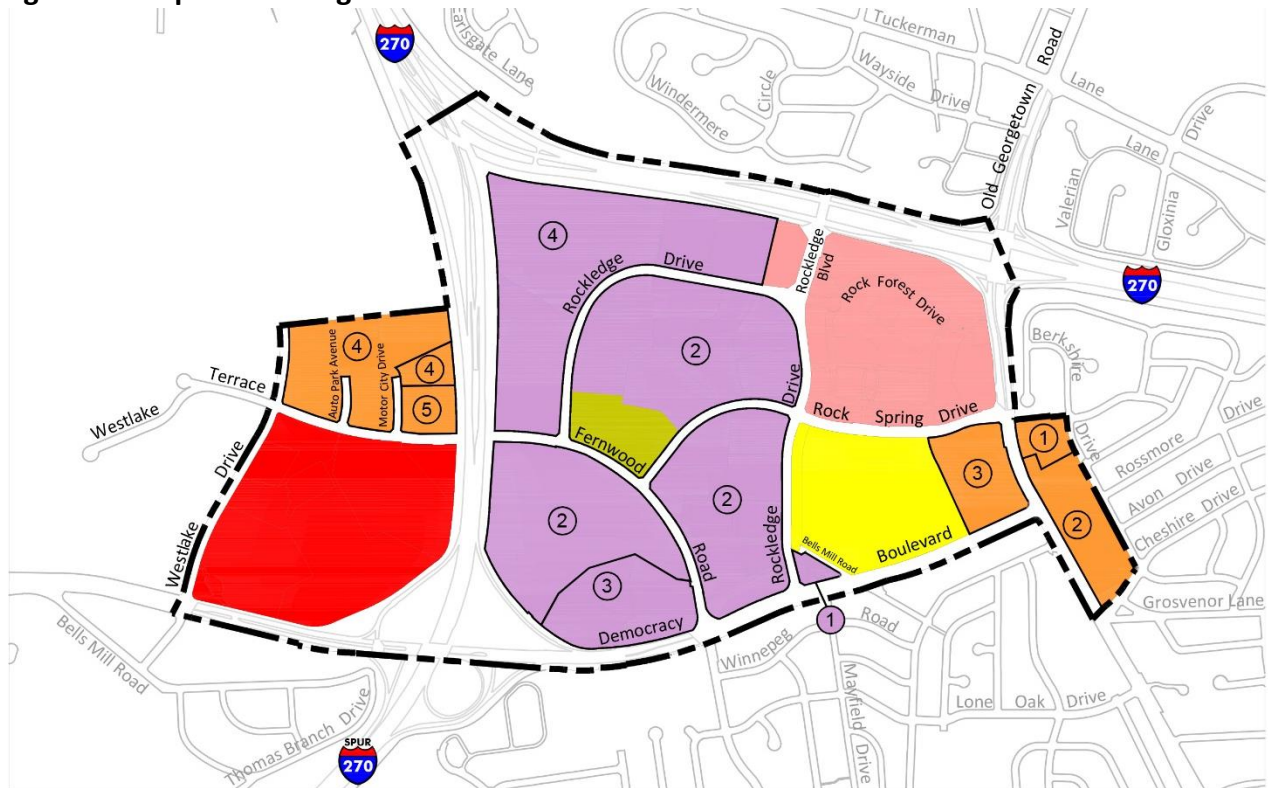 270
Earlsgate Lane
Tuckerman
Lane
Wayside Drive
Windermere
Circle
Old Georgetown
Road
Valerian
Lane
Gloxinia
Drive
270
4
Rockledge
Drive
Rockledge
Blvd
Rock Forest Drive
2
Drive
Rock Spring Drive
Berkshire
Drive
Rossmore
Drive
Avon Drive
Cheshire Drive
Grosvenor Lane
Westlake
Terrace
Auto Park Avenue
4
Motor City Drive
4
5
Westlake
Drive
Fernwood
Road
2
2
3
Democracy
Boulevard
Rockledge
Bells Mill Road
3
1
2
1
Winnepeg
Road
Mayfield Drive
Lone Oak Drive
Bells Mill Road
Thomas Branch Drive
SPUR
270